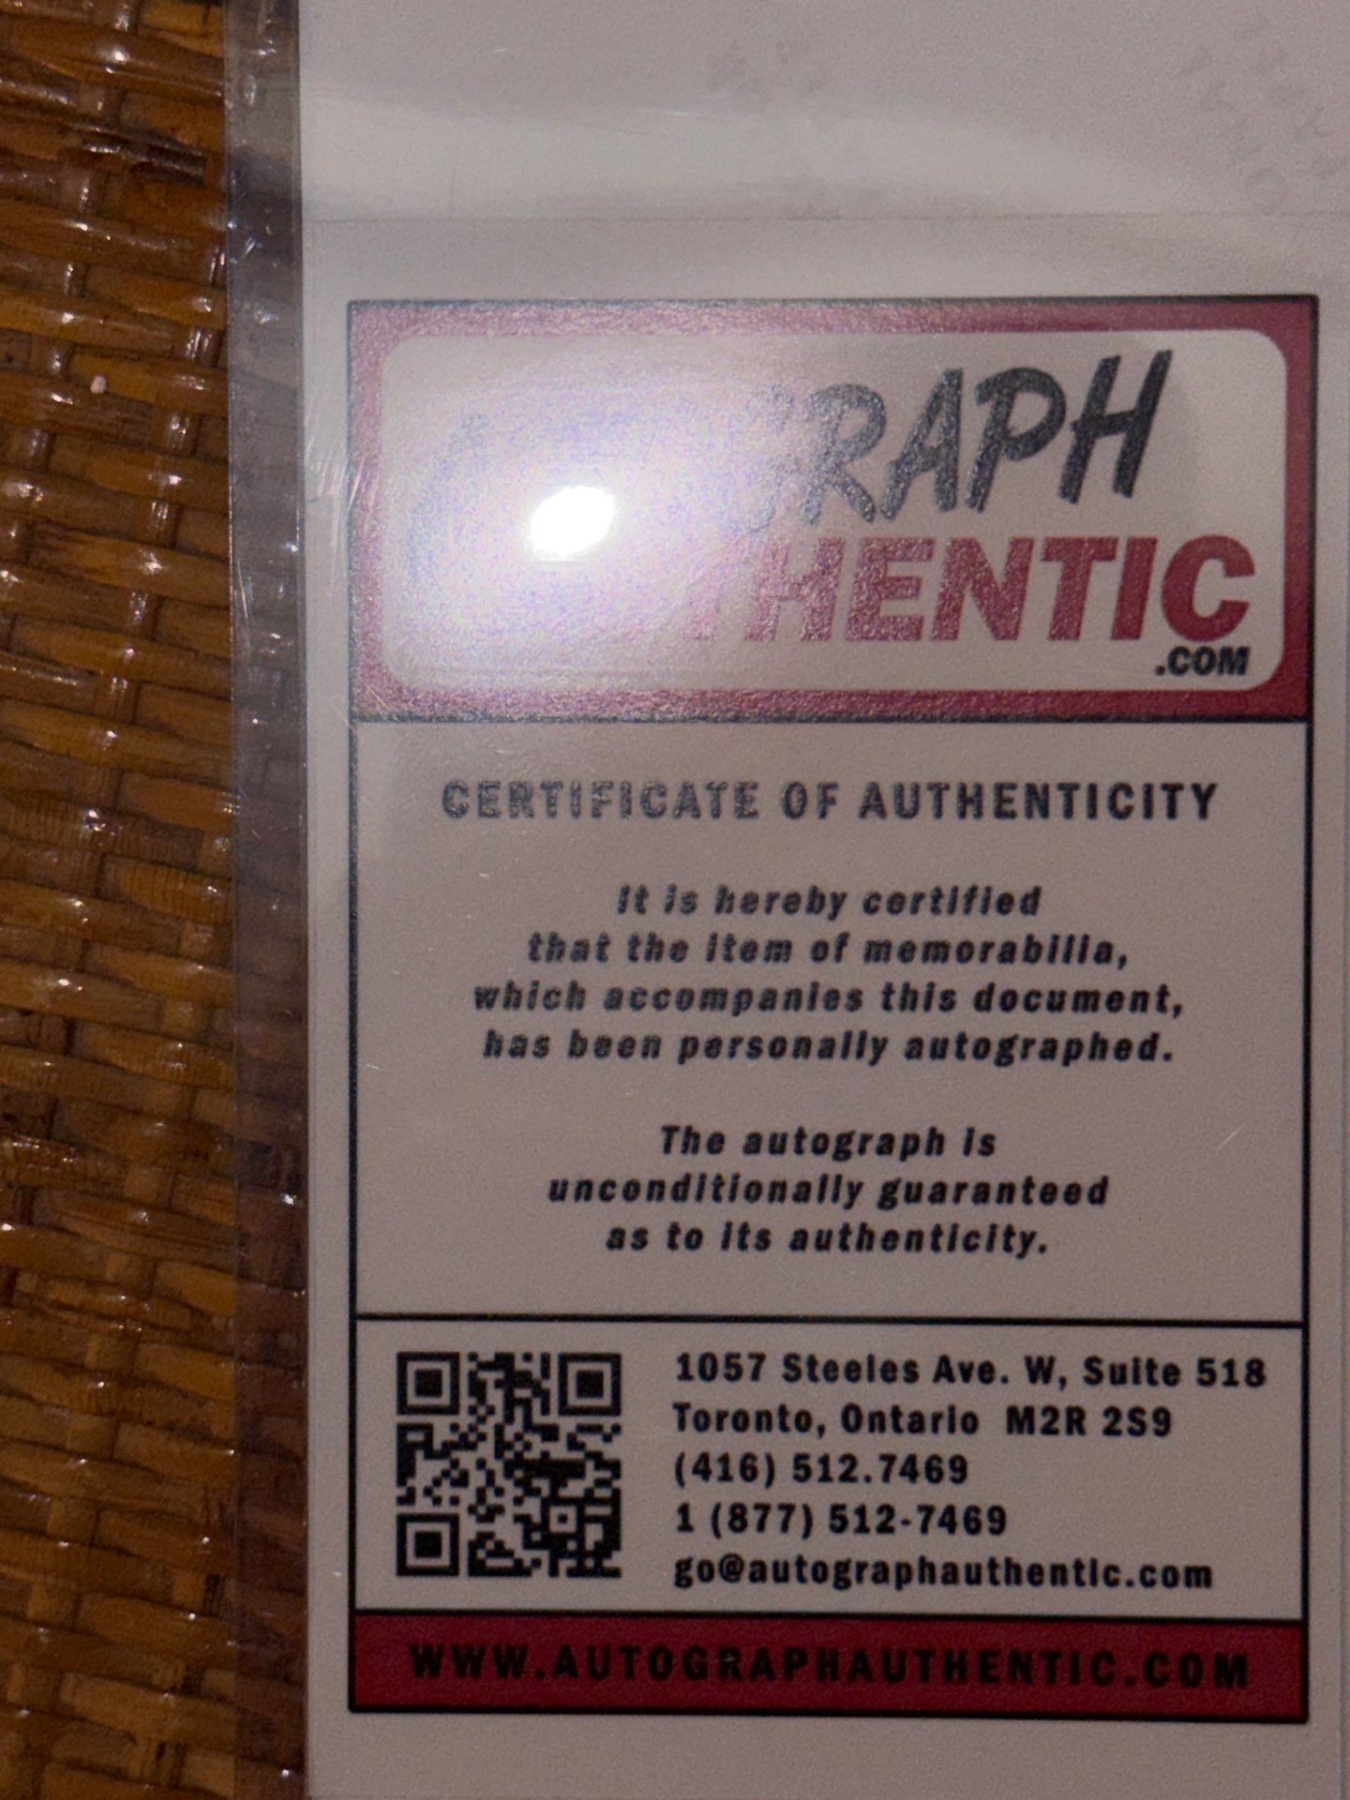 GRAPH
HENTIC
.COM
CERTIFICATE OF AUTHENTICITY
It is hereby certified
that the item of memorabilia,
which accompanies this document,
has been personally autographed.
The autograph is
unconditionally guaranteed
as to its authenticity.
1057 Steeles Ave. W, Suite 518
Toronto, Ontario M2R 2S9
(416) 512.7469
1 (877) 512-7469
go@autographauthentic.com
WWW.AUTOGRAPHAUTHENTIC.COM